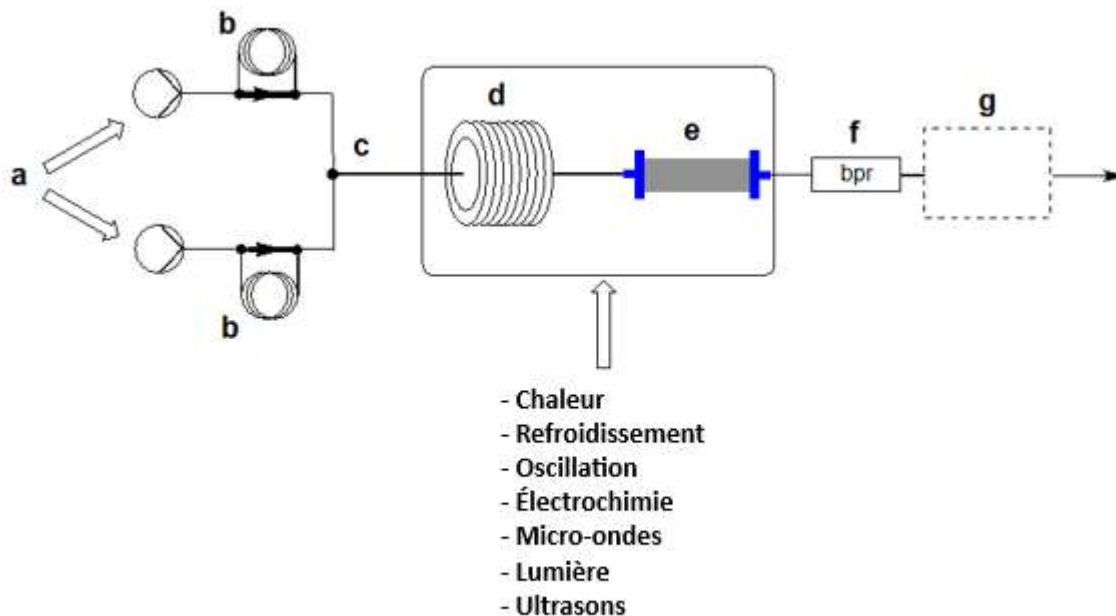 b
d
g
e
f
c
a
bpr
b
- Chaleur
- Refroidissement
- Oscillation
- Électrochimie
- Micro-ondes
- Lumière
- Ultrasons